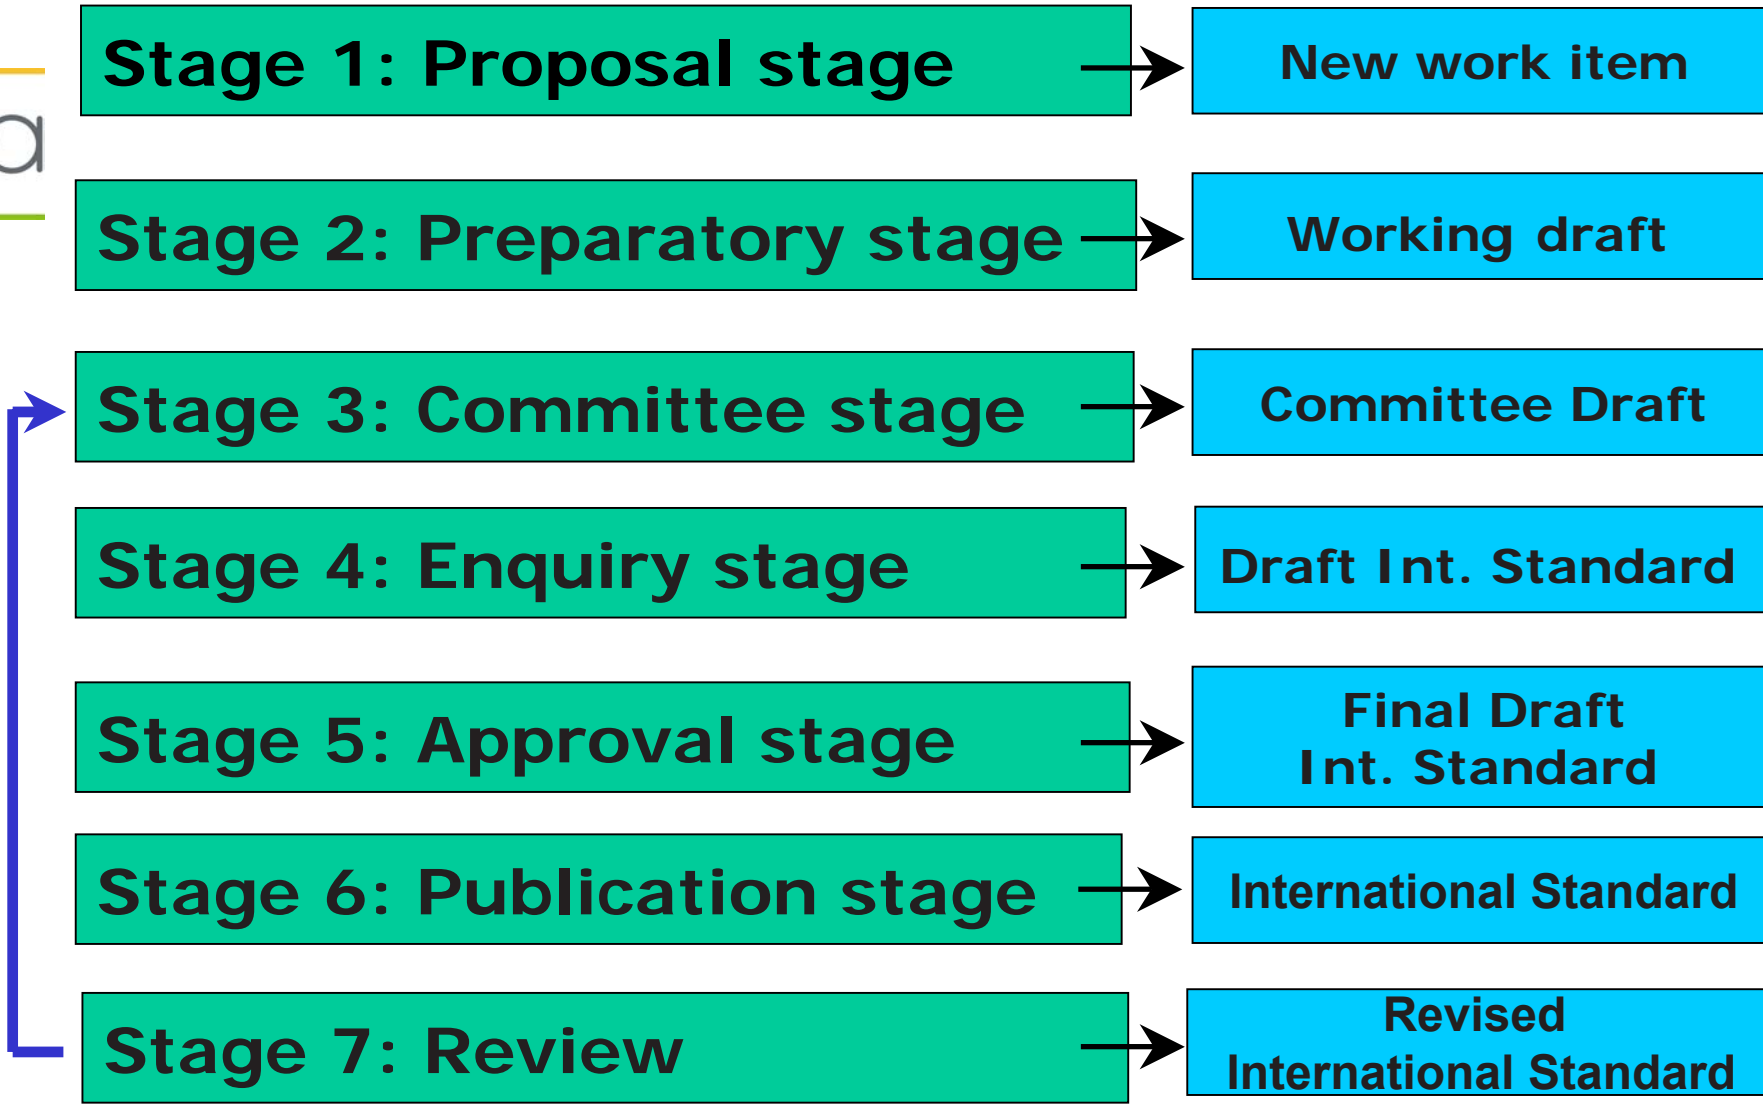 Stage 1: Proposal stage
New work item
a
Stage 2: Preparatory stage
Working draft
Stage 3: Committee stage
Committee Draft
Stage 4: Enquiry stage
Draft Int. Standard
Stage 5: Approval stage
Final Draft
Int. Standard
Stage 6: Publication stage
International Standard
Stage 7: Review
Revised
International Standard